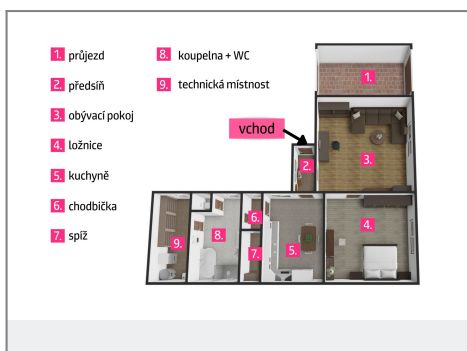 1. průjezd
2. předsíň
3. obývací pokoj
4. ložnice
5. kuchyně
6. chodbička
7. spíž
8. koupelna + WC
9. technická místnost
vchod
1.
2.
3.
4.
5.
6.
7.
8.
9.